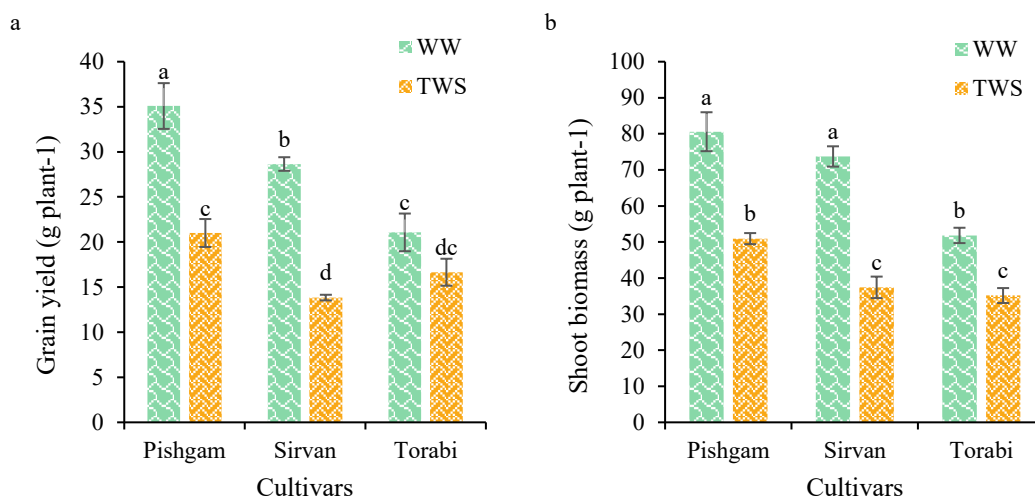 a
WW
TWS
Grain yield (g plant-1)
40
35
30
25
20
15
10
5
0
a
c
b
d
c
dc
Pishgam Sirvan Torabi
Cultivars
b
WW
TWS
Shoot biomass (g plant-1)
100
90
80
70
60
50
40
30
20
10
0
a
b
a
c
b
c
Pishgam Sirvan Torabi
Cultivars